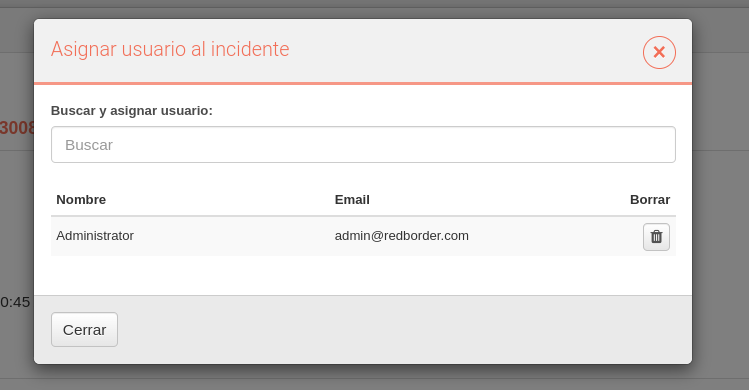 Asignar usuario al incidente
3008
Buscar y asignar usuario:
Buscar
Nombre Email Borrar
Administrator admin@redborder.com
0:45
Cerrar